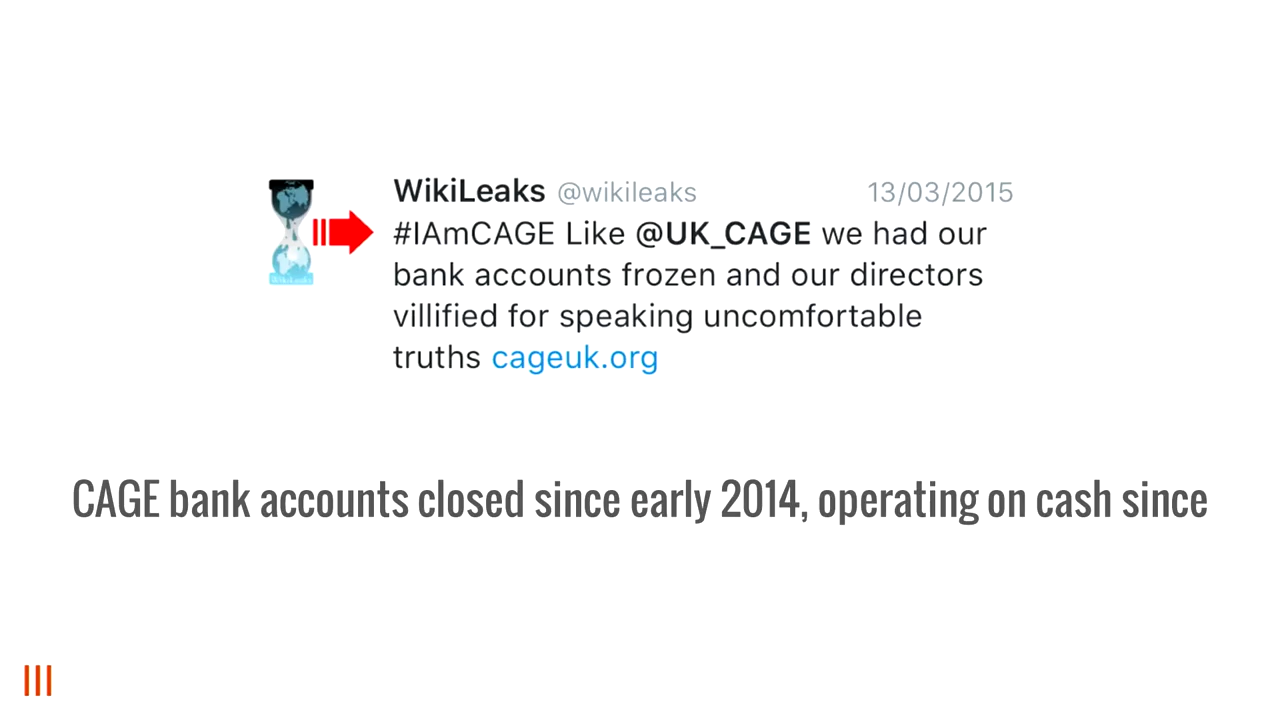 WikiLeaks @wikileaks 13/03/2015
#IAmCAGE Like @UK_CAGE we had our
bank accounts frozen and our directors
villified for speaking uncomfortable
truths cageuk.org
CAGE bank accounts closed since early 2014, operating on cash since